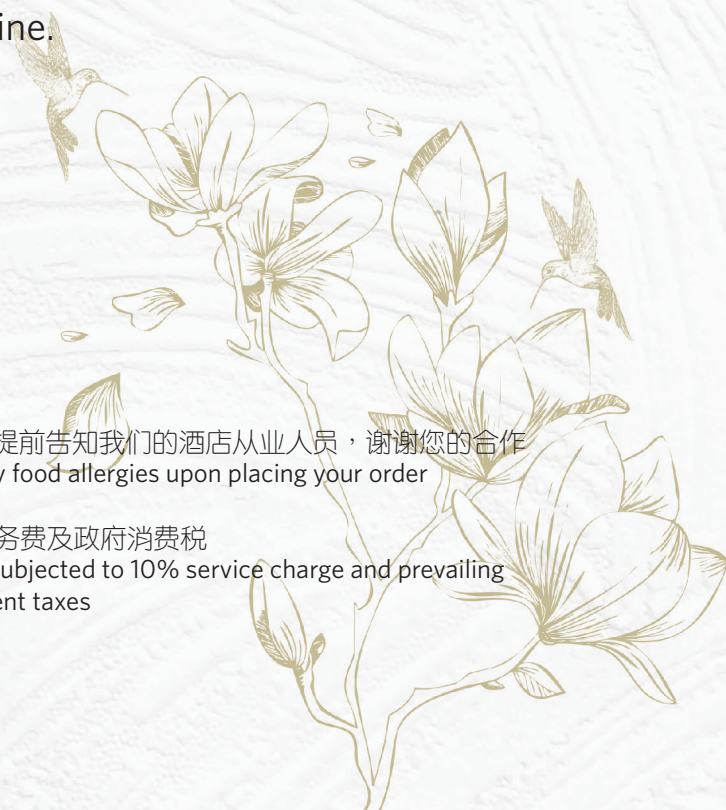 ine.
提前告知我们的酒店从业人员，谢谢您的合作
y food allergies upon placing your order
务费及政府消费税
ubjected to 10% service charge and prevailing
ent taxes